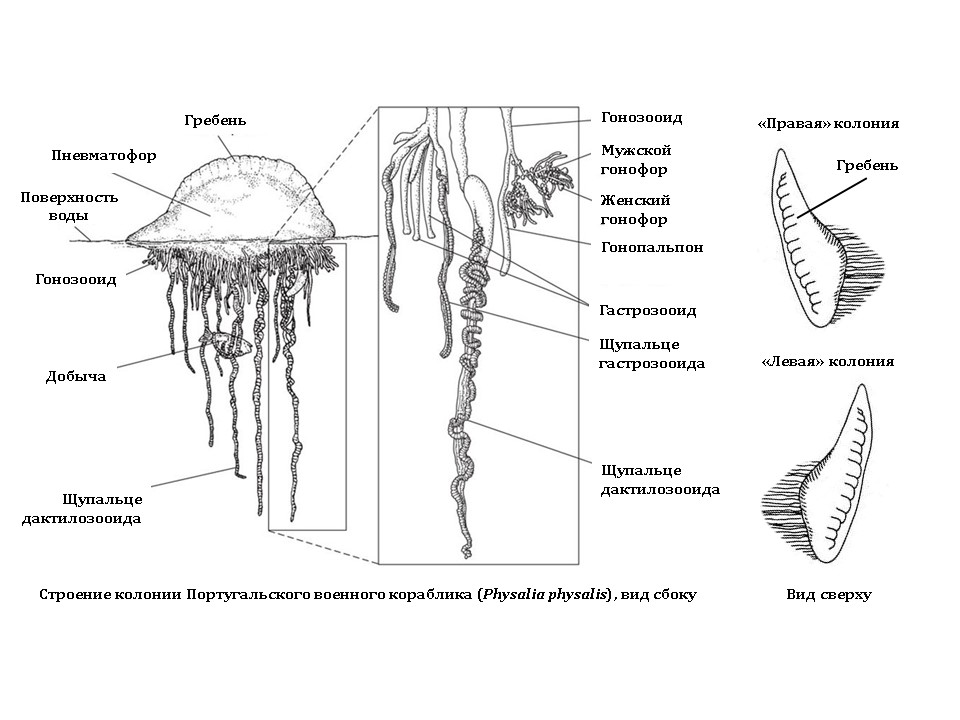 Гребень
Пневматофор
Поверхность
воды
Гонозооид
Добыча
Щупальце
дактилозооида
Гонозооид
Мужской
гонофор
Женский
гонофор
Гонопальпон
Гастрозооид
Щупальце
гастрозооида
Щупальце
дактилозооида
«Правая» колония
Гребень
«Левая» колония
Строение колонии Португальского военного кораблика (Physalia physalis), вид сбоку
Вид сверху